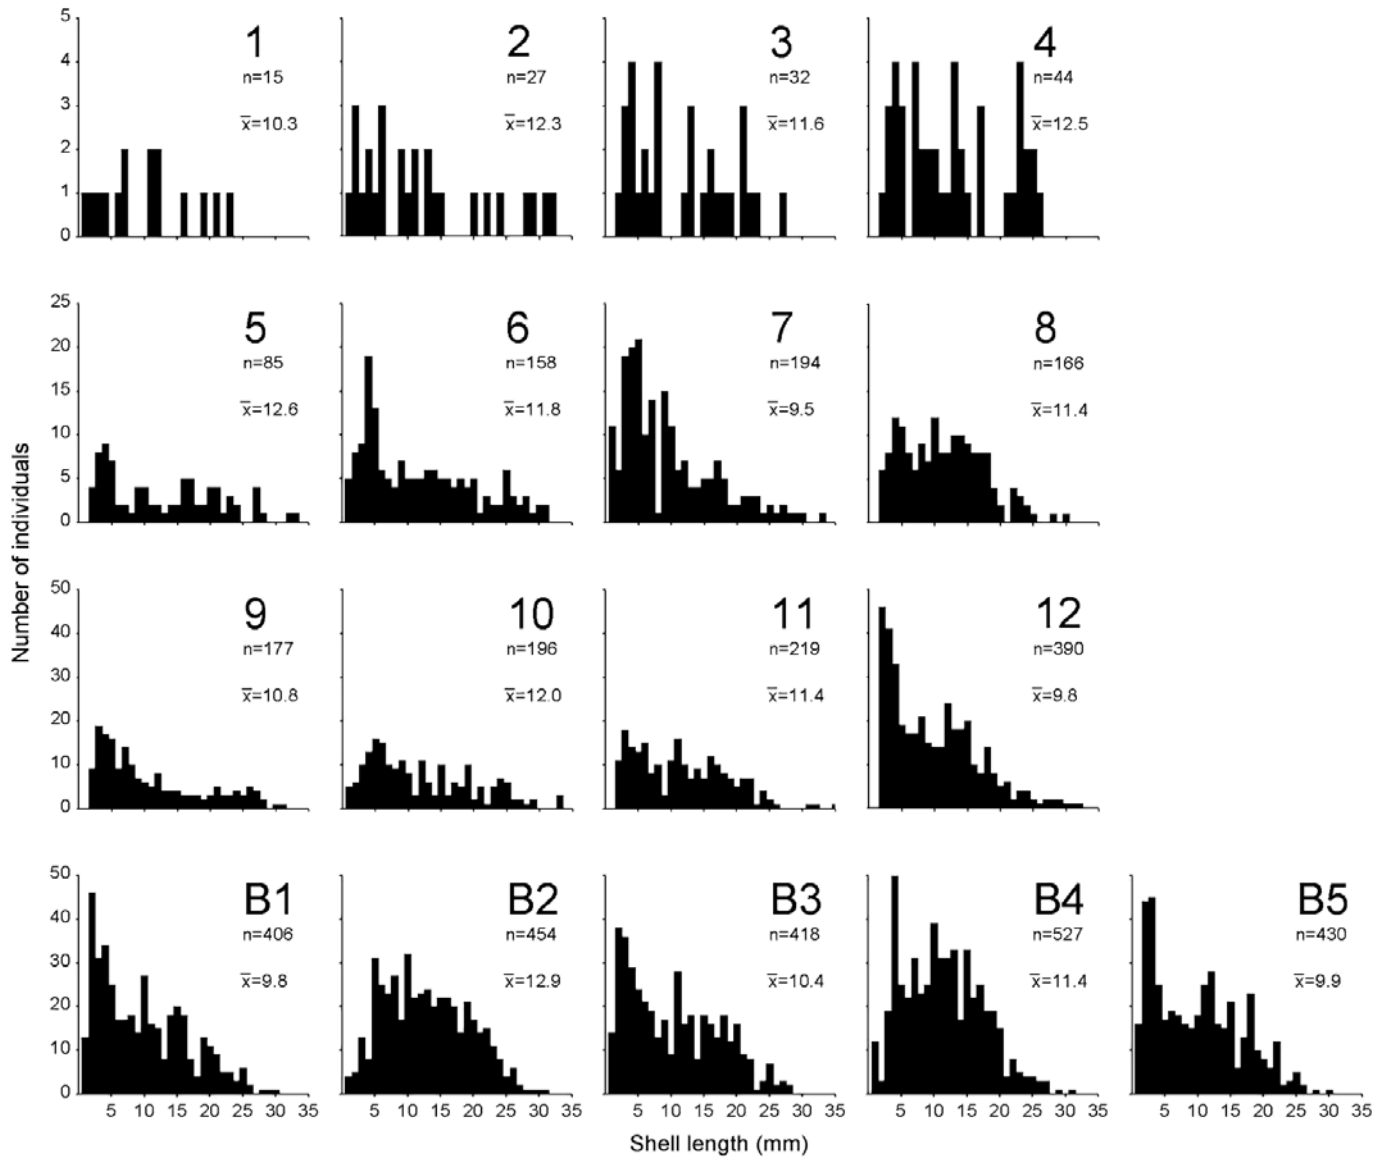 5
4
3
2
1
0
1
n=15
x̅=10.3
2
n=27
x̅=12.3
3
n=32
x̅=11.6
4
n=44
x̅=12.5
25
20
15
10
5
0
5
n=85
x̅=12.6
6
n=158
x̅=11.8
7
n=194
x̅=9.5
8
n=166
x̅=11.4
Number of individuals
50
40
30
20
10
0
9
n=177
x̅=10.8
10
n=196
x̅=12.0
11
n=219
x̅=11.4
12
n=390
x̅=9.8
50
40
30
20
10
0
B1
n=406
x̅=9.8
B2
n=454
x̅=12.9
B3
n=418
x̅=10.4
B4
n=527
x̅=11.4
B5
n=430
x̅=9.9
5 10 15 20 25 30 35
5 10 15 20 25 30 35
5 10 15 20 25 30 35
5 10 15 20 25 30 35
5 10 15 20 25 30 35
Shell length (mm)